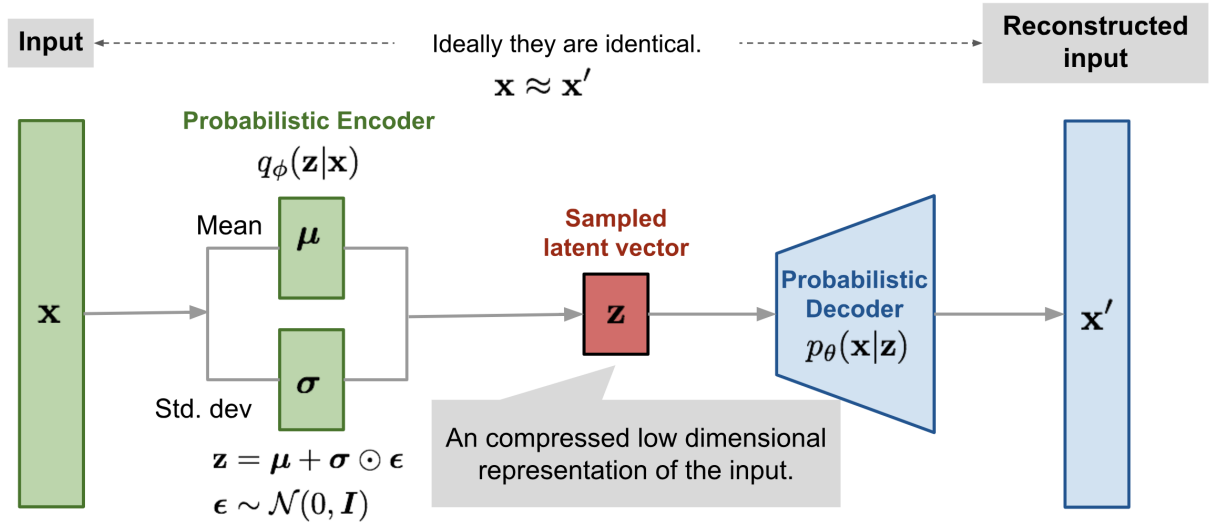 Input
Ideally they are identical.
x ≈ x′
Reconstructed
input
Probabilistic Encoder
qϕ(z|x)
Mean
μ
x
σ
Std. dev
z = μ + σ ⊙ ϵ
ϵ ∼ 𝒩(0, I)
Sampled
latent vector
z
An compressed low dimensional
representation of the input.
Probabilistic
Decoder
pθ(x|z)
x′